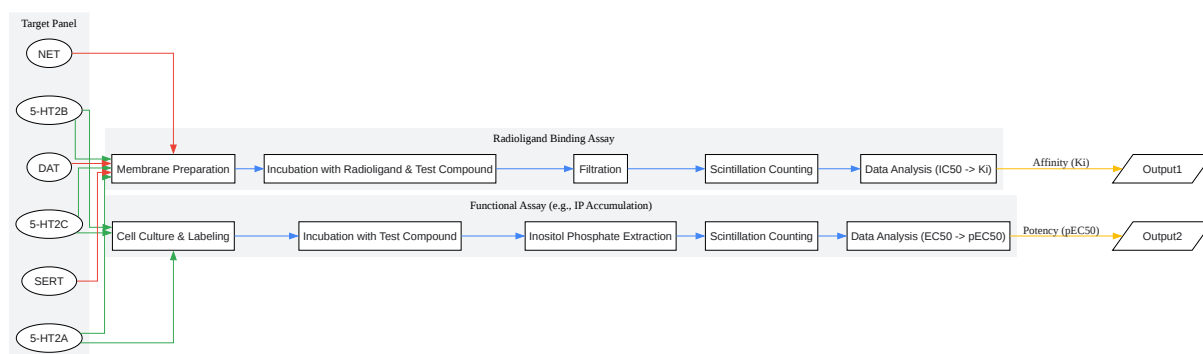 Target Panel
NET
5-HT2B
DAT
5-HT2C
SERT
5-HT2A
Radioligand Binding Assay
Membrane Preparation
Incubation with Radioligand & Test Compound
Filtration
Scintillation Counting
Data Analysis (IC50 -> Ki)
Affinity (Ki)
Output1
Functional Assay (e.g., IP Accumulation)
Cell Culture & Labeling
Incubation with Test Compound
Inositol Phosphate Extraction
Scintillation Counting
Data Analysis (EC50 -> pEC50)
Potency (pEC50)
Output2